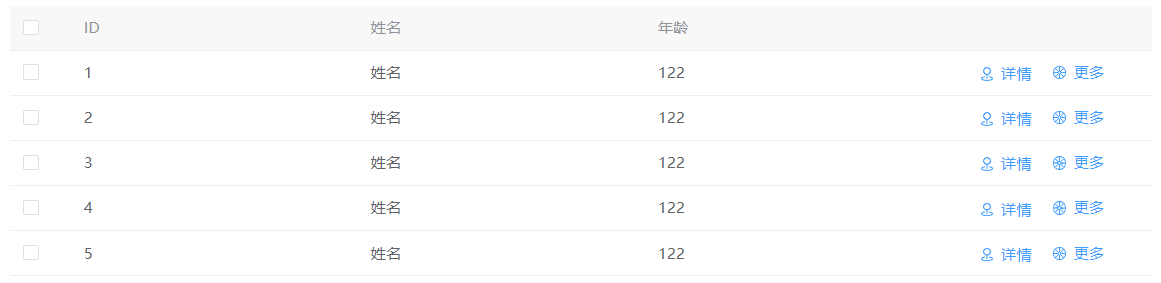 ID 姓名 年龄
1 姓名 122 详情 更多
2 姓名 122 详情 更多
3 姓名 122 详情 更多
4 姓名 122 详情 更多
5 姓名 122 详情 更多